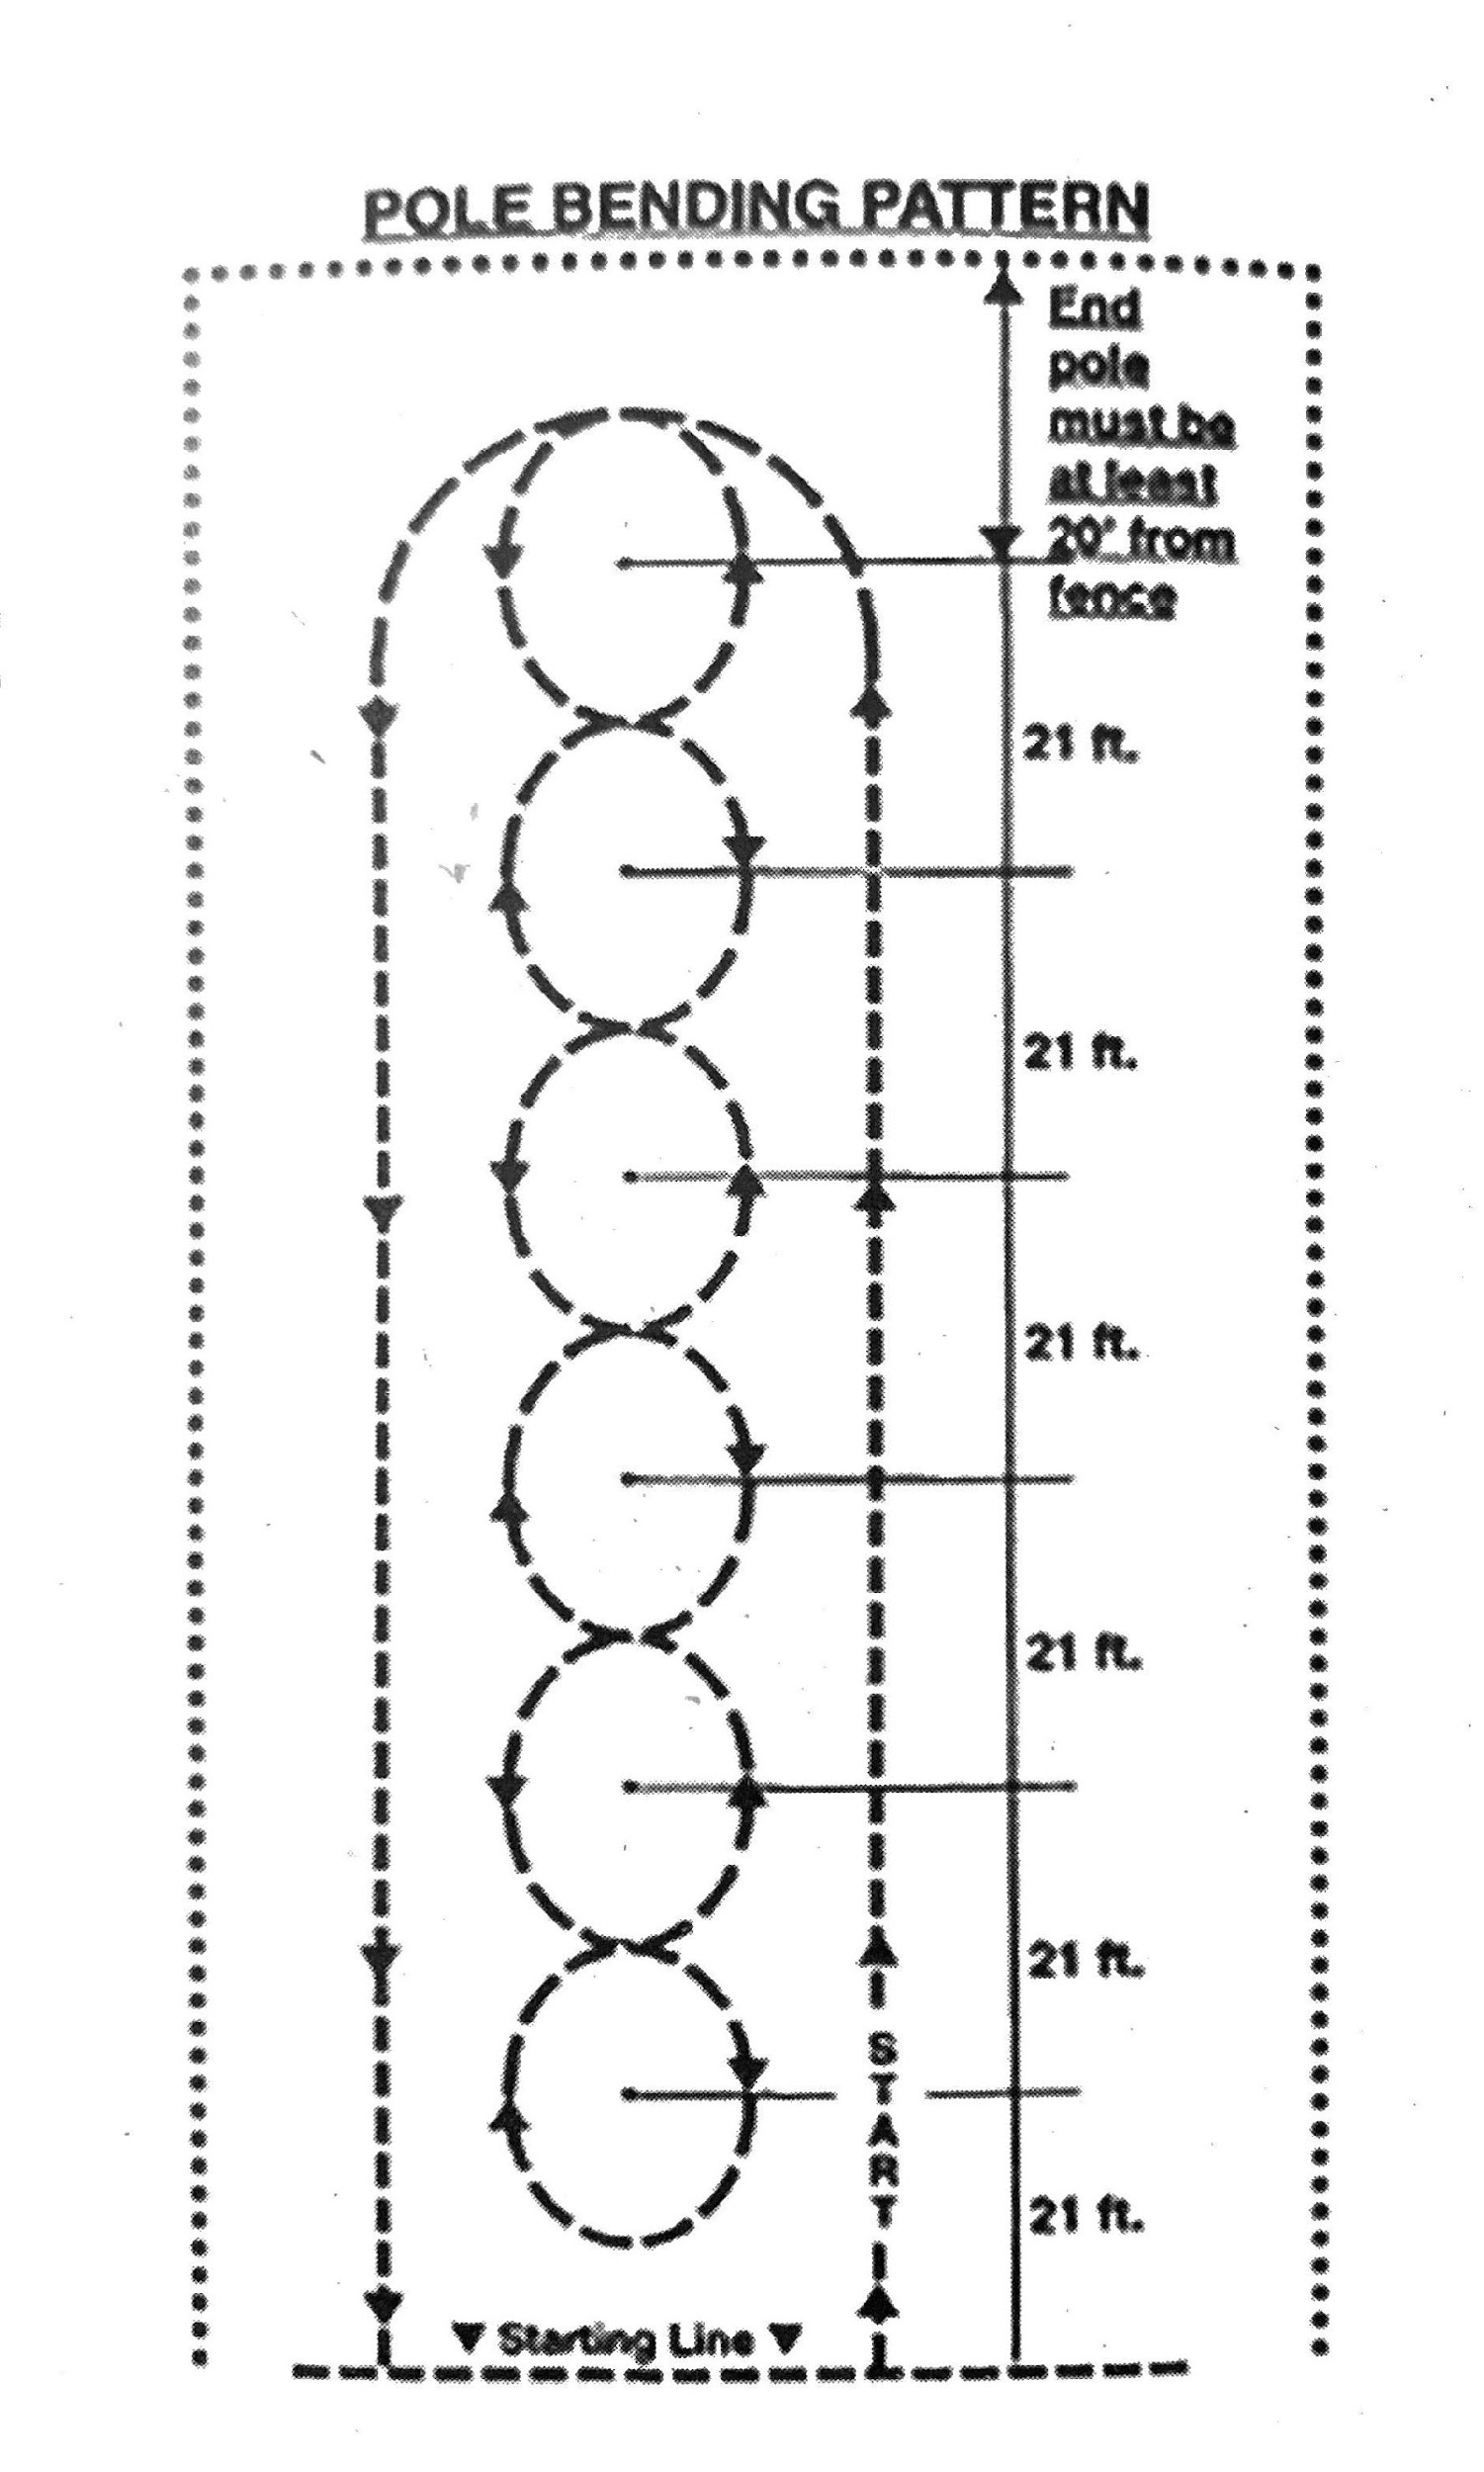 POLE BENDING PATTERN
End
pole
must be
at least
20' from
fence
21 ft.
21 ft.
21 ft.
21 ft.
21 ft.
START
21 ft.
▼ Starting Line ▼